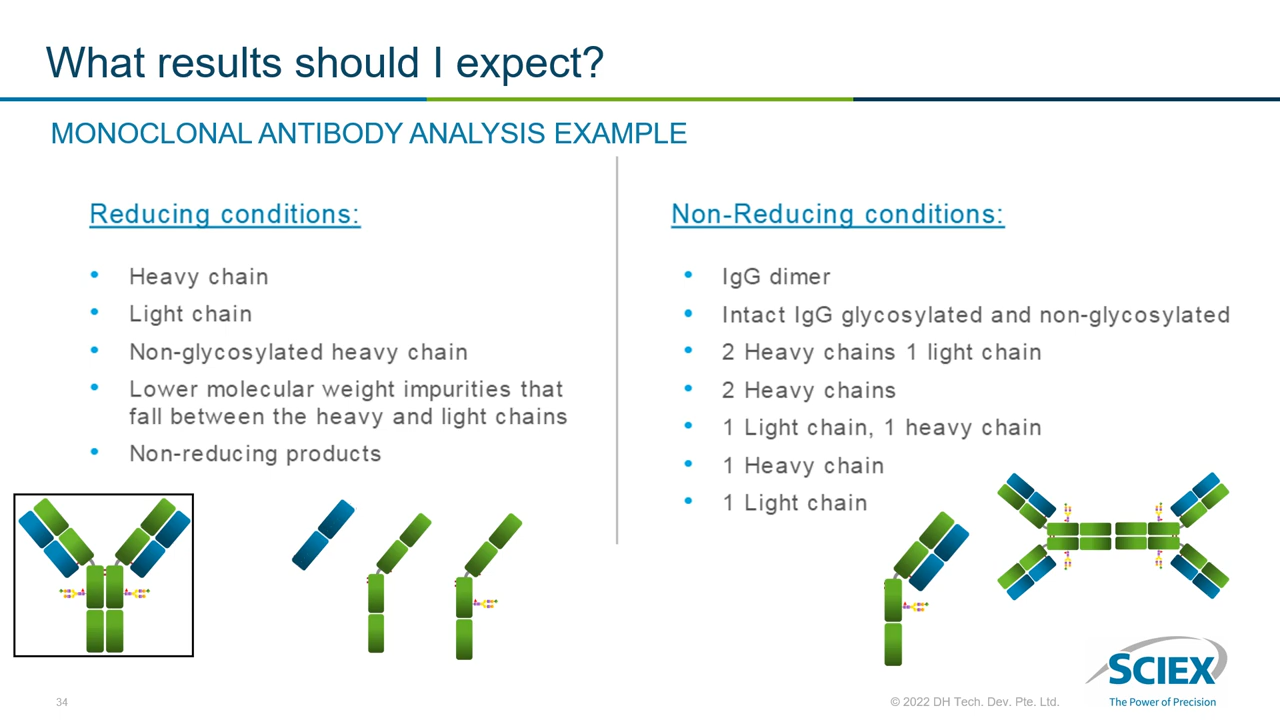 What results should I expect?
MONOCLONAL ANTIBODY ANALYSIS EXAMPLE
Reducing conditions:
• Heavy chain
• Light chain
• Non-glycosylated heavy chain
• Lower molecular weight impurities that
fall between the heavy and light chains
• Non-reducing products
Non-Reducing conditions:
• IgG dimer
• Intact IgG glycosylated and non-glycosylated
• 2 Heavy chains 1 light chain
• 2 Heavy chains
• 1 Light chain, 1 heavy chain
• 1 Heavy chain
• 1 Light chain
34
© 2022 DH Tech. Dev. Pte. Ltd.
SCIEX
The Power of Precision